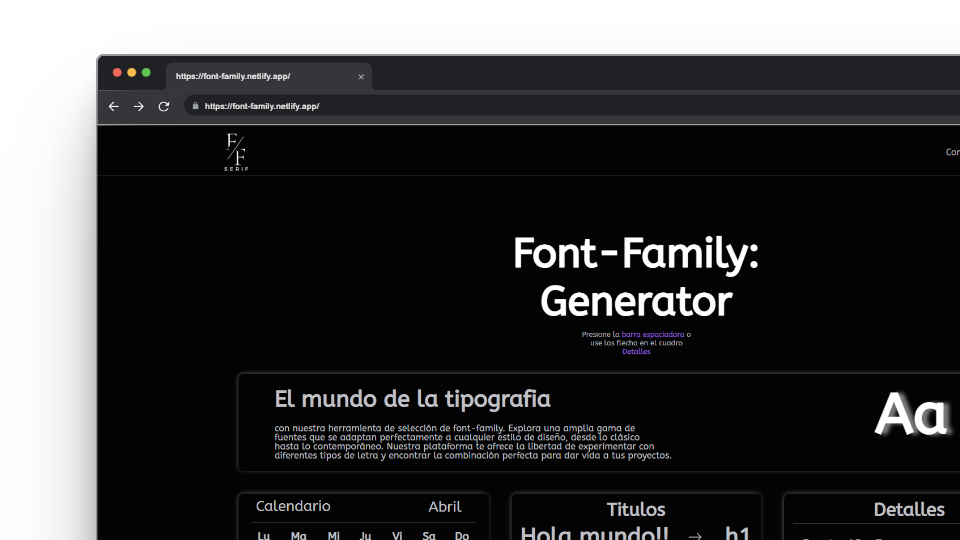 https://font-family.netlify.app/
https://font-family.netlify.app/
F
F
SERIF
Font-Family:
Generator
Presione la barra espaciadora o
use las flecha en el cuadro
Detalles
El mundo de la tipografia
con nuestra herramienta de selección de font-family. Explora una amplia gama de
fuentes que se adaptan perfectamente a cualquier estilo de diseño, desde lo clásico
hasta lo contemporáneo. Nuestra plataforma te ofrece la libertad de experimentar con
diferentes tipos de letra y encontrar la combinación perfecta para dar vida a tus proyectos.
Aa
Calendario Abril
Lu Ma Mi Ju Vi Sa Do
Titulos
Hola mundo!! → h1
Detalles